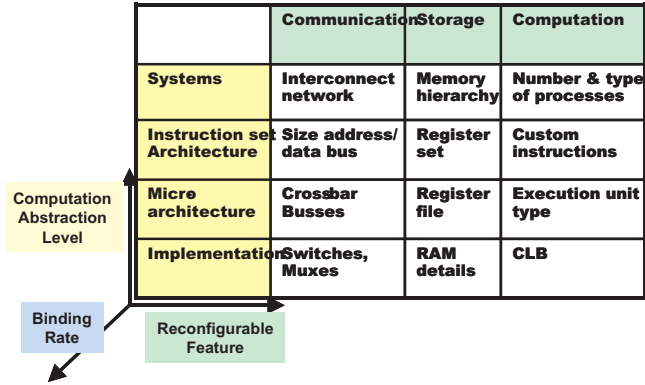 Communication Storage Computation
Systems
Interconnect
network
Memory
hierarchy
Number & type
of processes
Instruction set
Architecture
Size address/
data bus
Register
set
Custom
instructions
Micro
architecture
Crossbar
Busses
Register
file
Execution unit
type
Implementation
Switches,
Muxes
RAM
details
CLB
Computation
Abstraction
Level
Binding
Rate
Reconfigurable
Feature